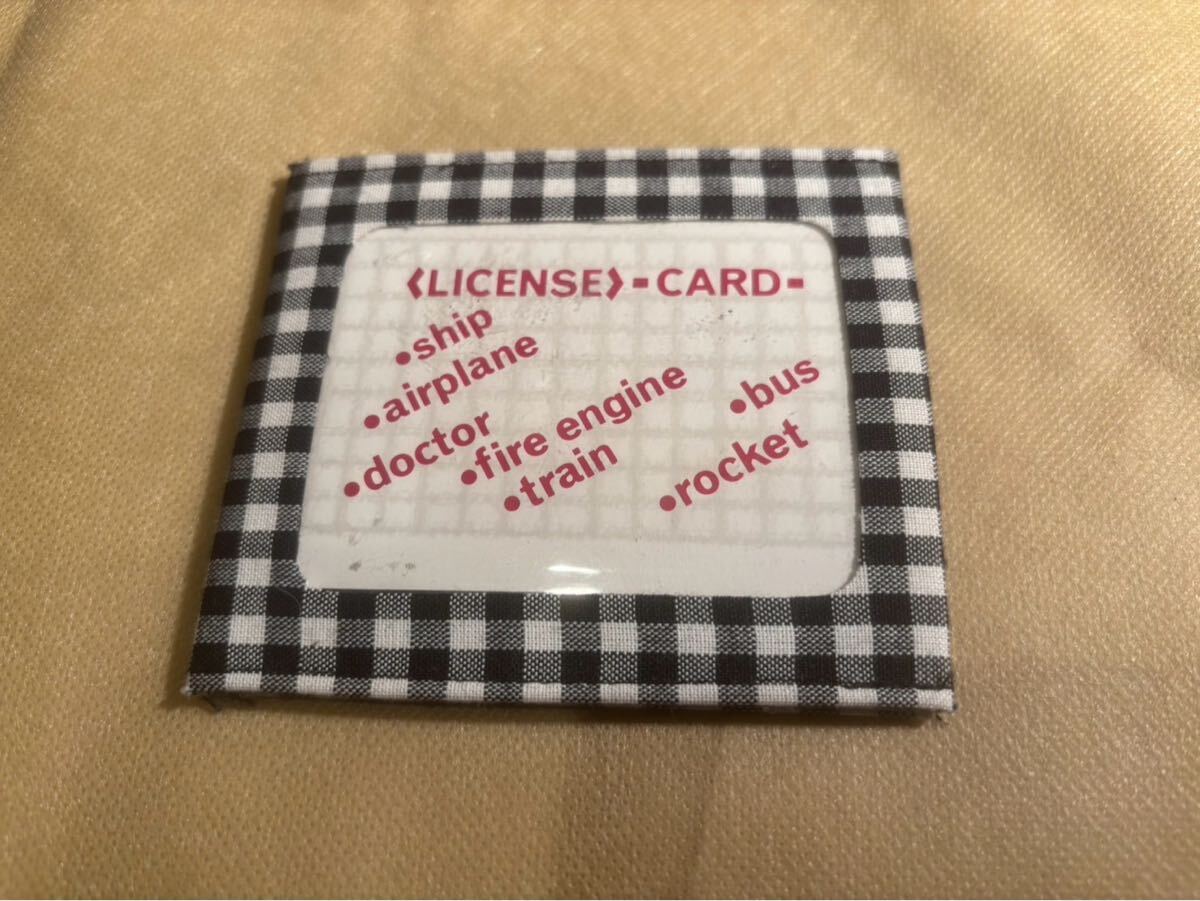 《LICENSE》-CARD-
•ship
•airplane
•doctor
•fire engine
•train
•bus
•rocket